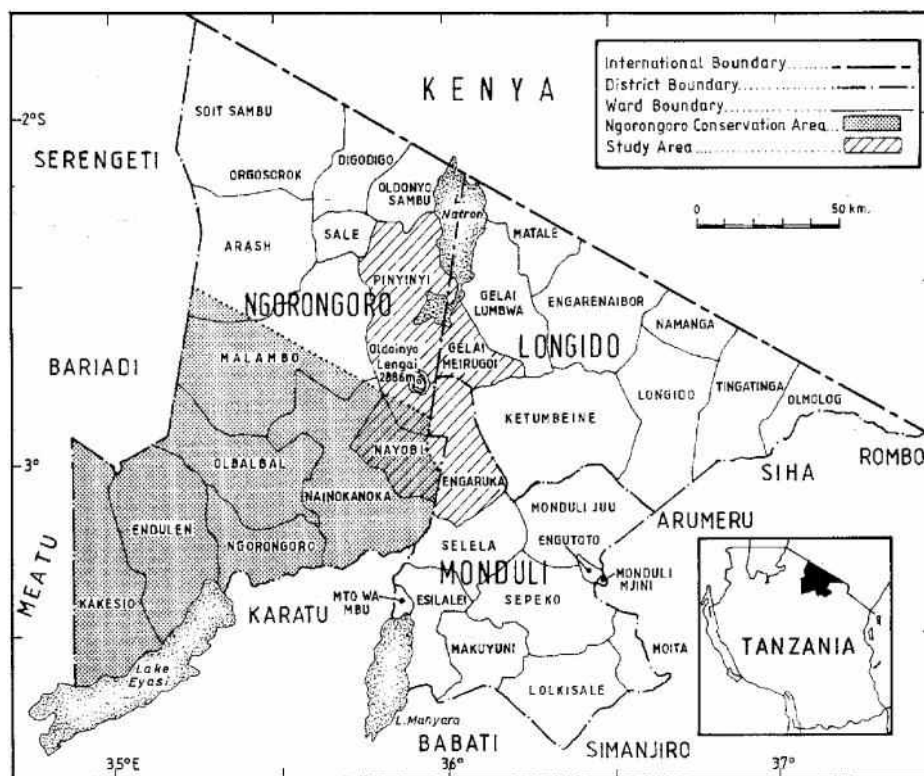 KENYA
International Boundary
District Boundary
Ward Boundary
Ngorongoro Conservation Area
Study Area
0 50 km.
2°S
SERENGETI
SOIT SAMBU
ORGOSCROK
DIGODIGO
OLDONYO
SAMBU
L.
Natron
ARASH
SALE
MATALE
PINYINYI
NGORONGORO
GELAI
LUMBWA
ENGARENAIBOR
NAMANGA
LONGIDO
BARIADI
MALAMBO
Oldoinyo
Lengai
2886m
GELAI
MEIRUGOI
KETUMBEINE
LONGIDO
TINGATINGA
OLMOLOG
3°
OLBALBAL
NAYOBI
ENGARUKA
SIHA
ROMBO
NAINOKANOKA
ENDULEN
NGORONGORO
MONDULI JUU
ARUMERU
SELELA
ENGUTOTO
MONDULI
MONDULI
MJINI
MEATU
KAKESIO
KARATU
MTO WA
MBU
ESILALEI
SEPEKO
MAKUYUNI
MOITA
TANZANIA
Lake
Eyasi
LOLKISALE
L.Manyara
BABATI
SIMANJIRO
35°E
36°
37°